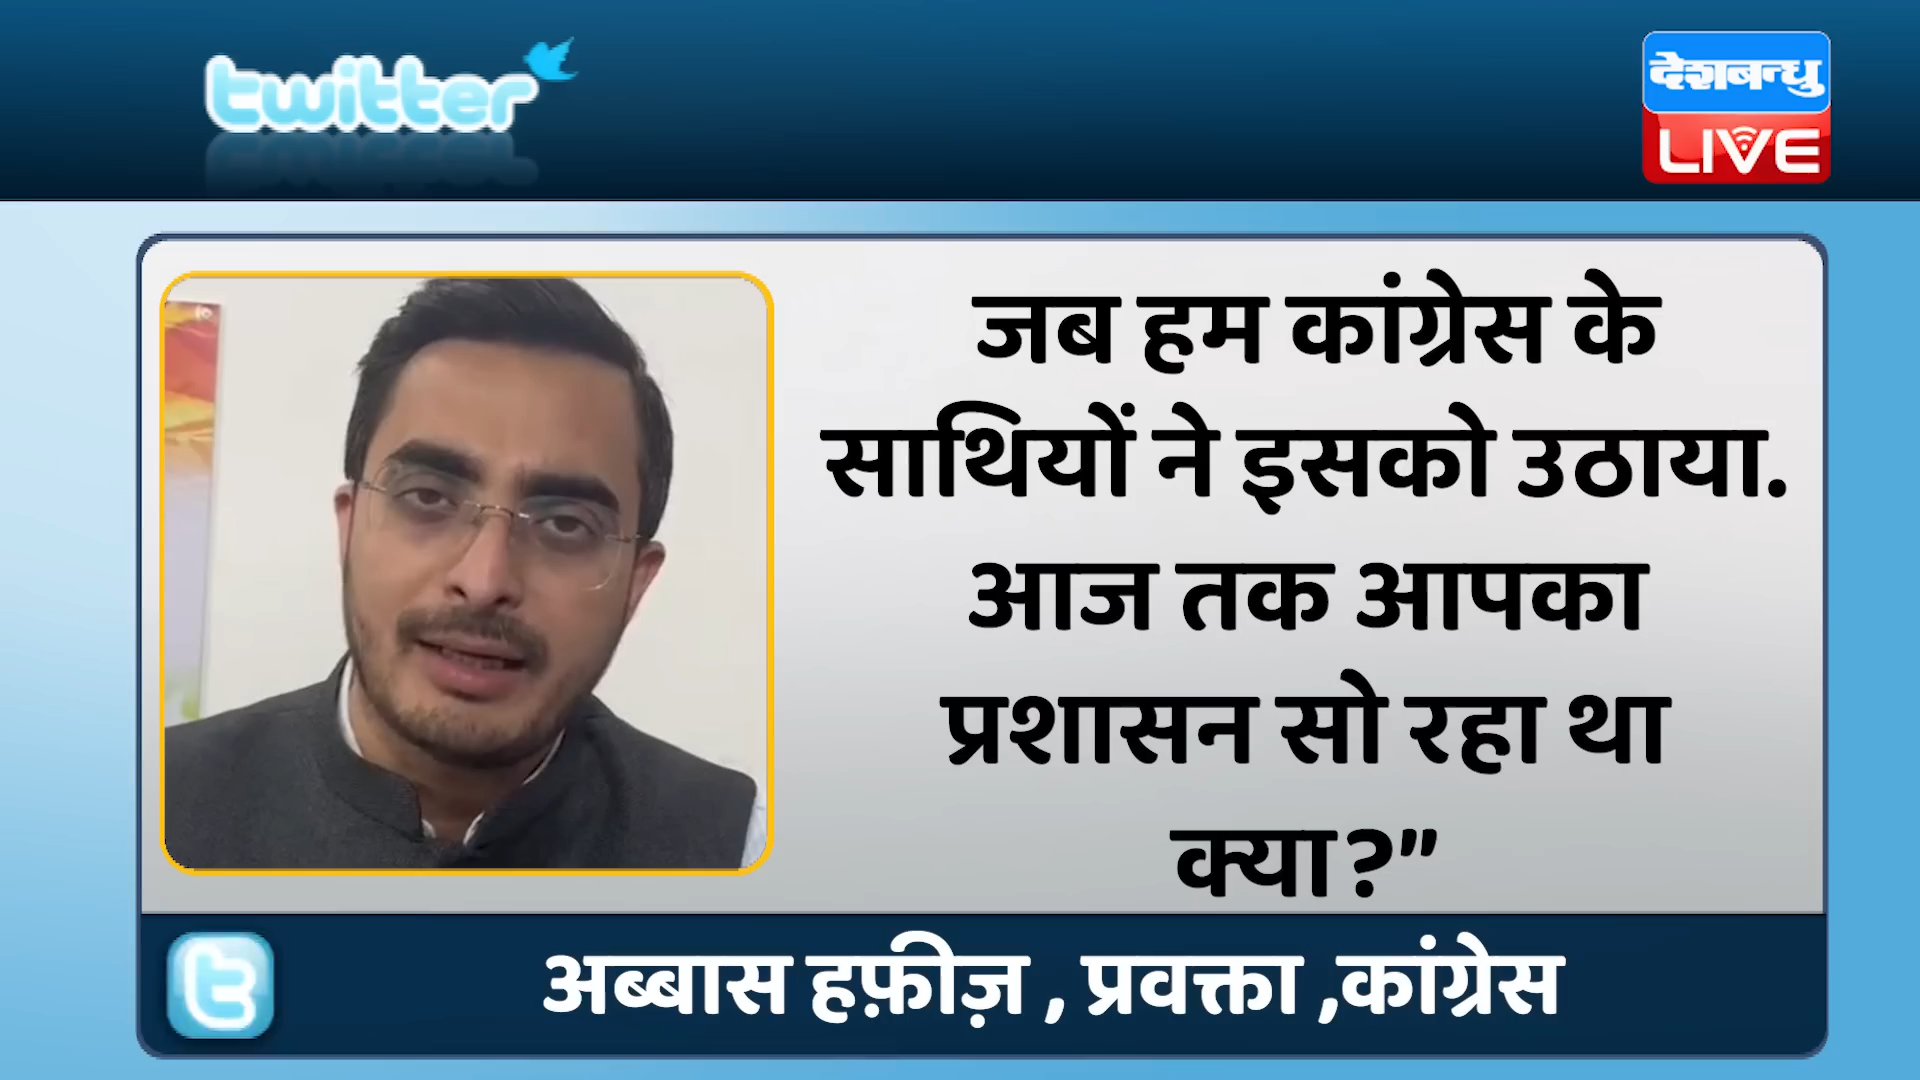 twitter
देशबन्धु
LIVE
जब हम कांग्रेस के
साथियों ने इसको उठाया.
आज तक आपका
प्रशासन सो रहा था
क्या?”
अब्बास हफ़ीज़ , प्रवक्ता ,कांग्रेस